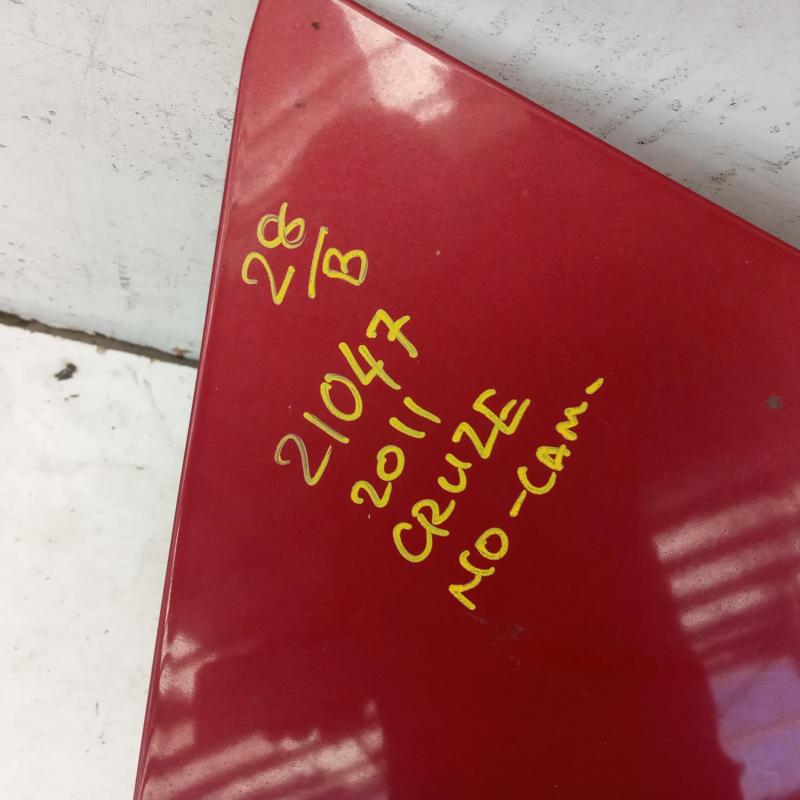 28/B
21047
2011
CRUZE
NO-CAM.